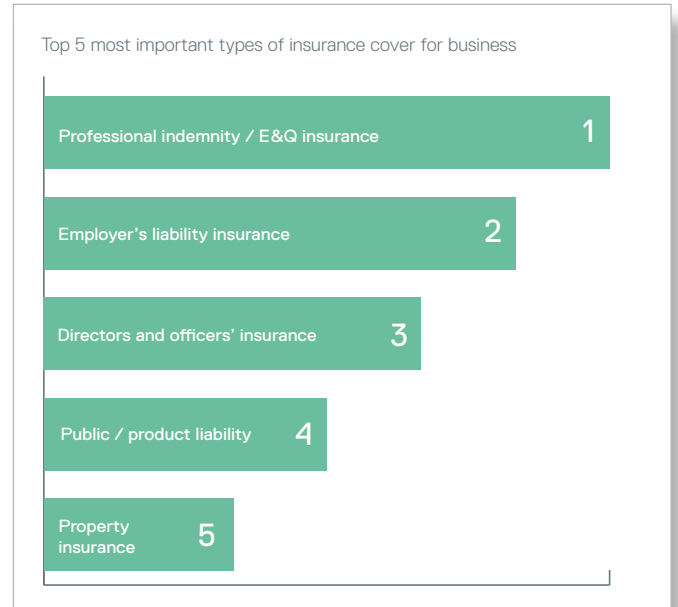 Top 5 most important types of insurance cover for business
Professional indemnity / E&Q insurance 1
Employer’s liability insurance 2
Directors and officers’ insurance 3
Public / product liability 4
Property
insurance 5